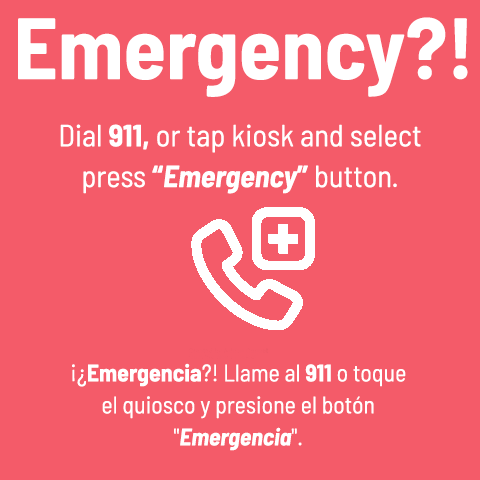 Emergency?!
Dial 911, or tap kiosk and select
press “Emergency” button.
¡¿Emergencia?! Llame al 911 o toque
el quiosco y presione el botón
"Emergencia".